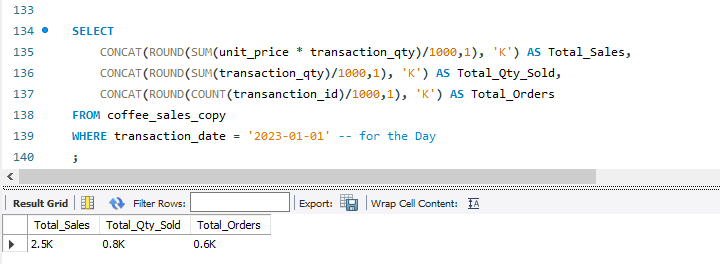 133
134 SELECT
135 CONCAT(ROUND(SUM(unit_price * transaction_qty)/1000,1), 'K') AS Total_Sales,
136 CONCAT(ROUND(SUM(transaction_qty)/1000,1), 'K') AS Total_Qty_Sold,
137 CONCAT(ROUND(COUNT(transanction_id)/1000,1), 'K') AS Total_Orders
138 FROM coffee_sales_copy
139 WHERE transaction_date = '2023-01-01' -- for the Day
140 ;
Result Grid Filter Rows: Export: Wrap Cell Content: IA
Total_Sales Total_Qty_Sold Total_Orders
2.5K 0.8K 0.6K